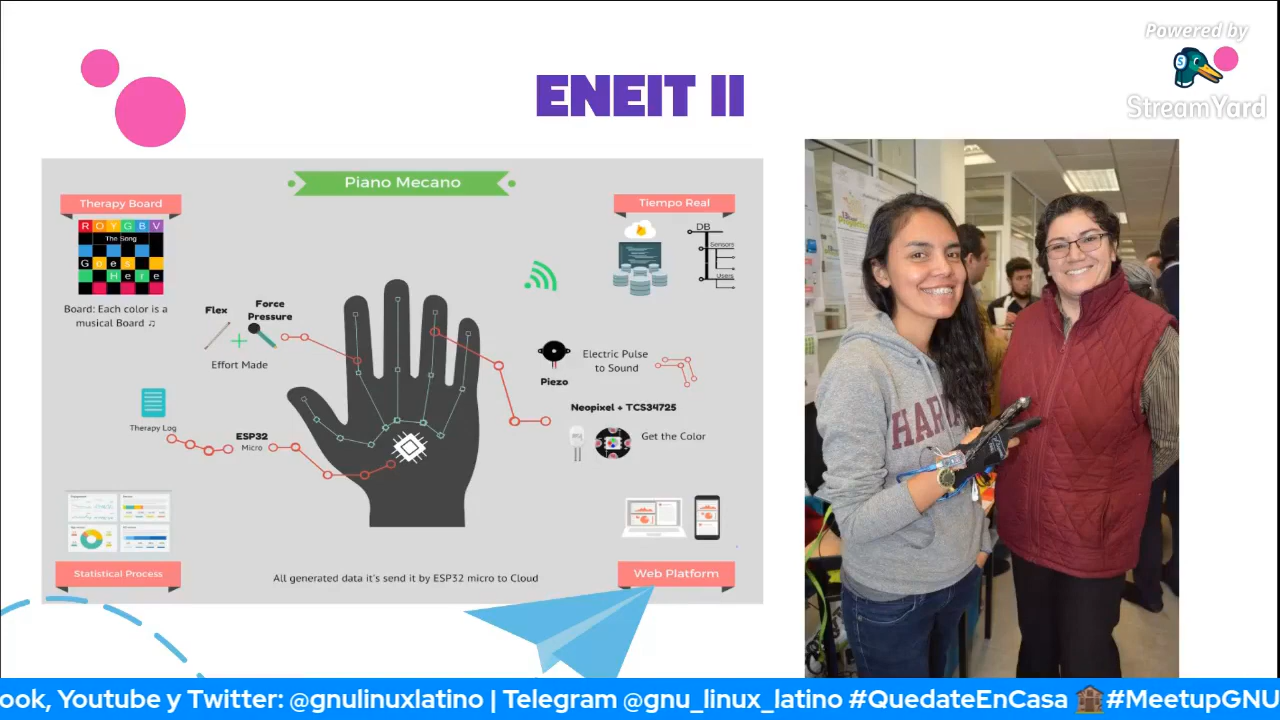 Powered by
StreamYard
ENEIT II
Piano Mecano
Therapy Board
R O Y G B V
The Song
G o e s
H e r e
Board: Each color is a
musical Board ♫
Tiempo Real
DB
Sensors
Users
Flex
Force
Pressure
Effort Made
Electric Pulse
to Sound
Piezo
Neopixel + TCS34725
Get the Color
Therapy Log
ESP32
Micro
Statistical Process
All generated data it's send it by ESP32 micro to Cloud
Web Platform
HAR
ook, Youtube y Twitter: @gnulinuxlatino | Telegram @gnu_linux_latino #QuedateEnCasa 🏚#MeetupGNU